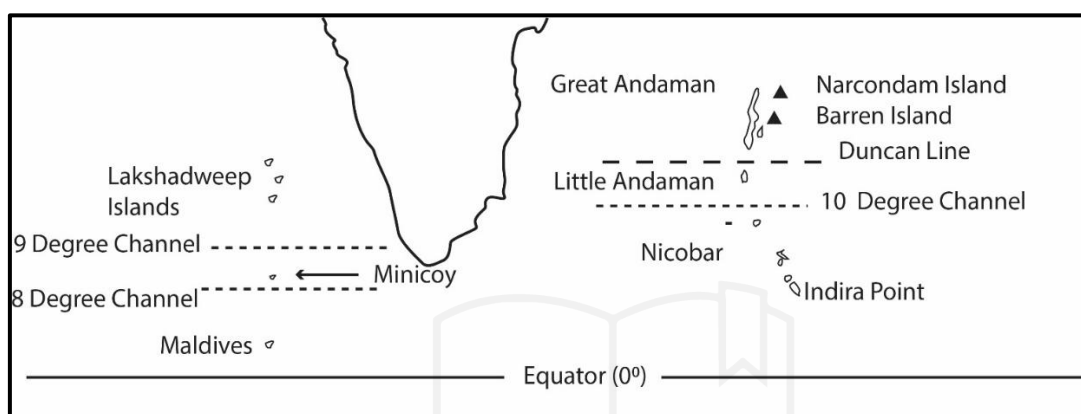 Great Andaman
Narcondam Island
Barren Island
Duncan Line
Lakshadweep
Islands
Little Andaman
10 Degree Channel
9 Degree Channel
Nicobar
Minicoy
8 Degree Channel
Indira Point
Maldives
Equator (0º)